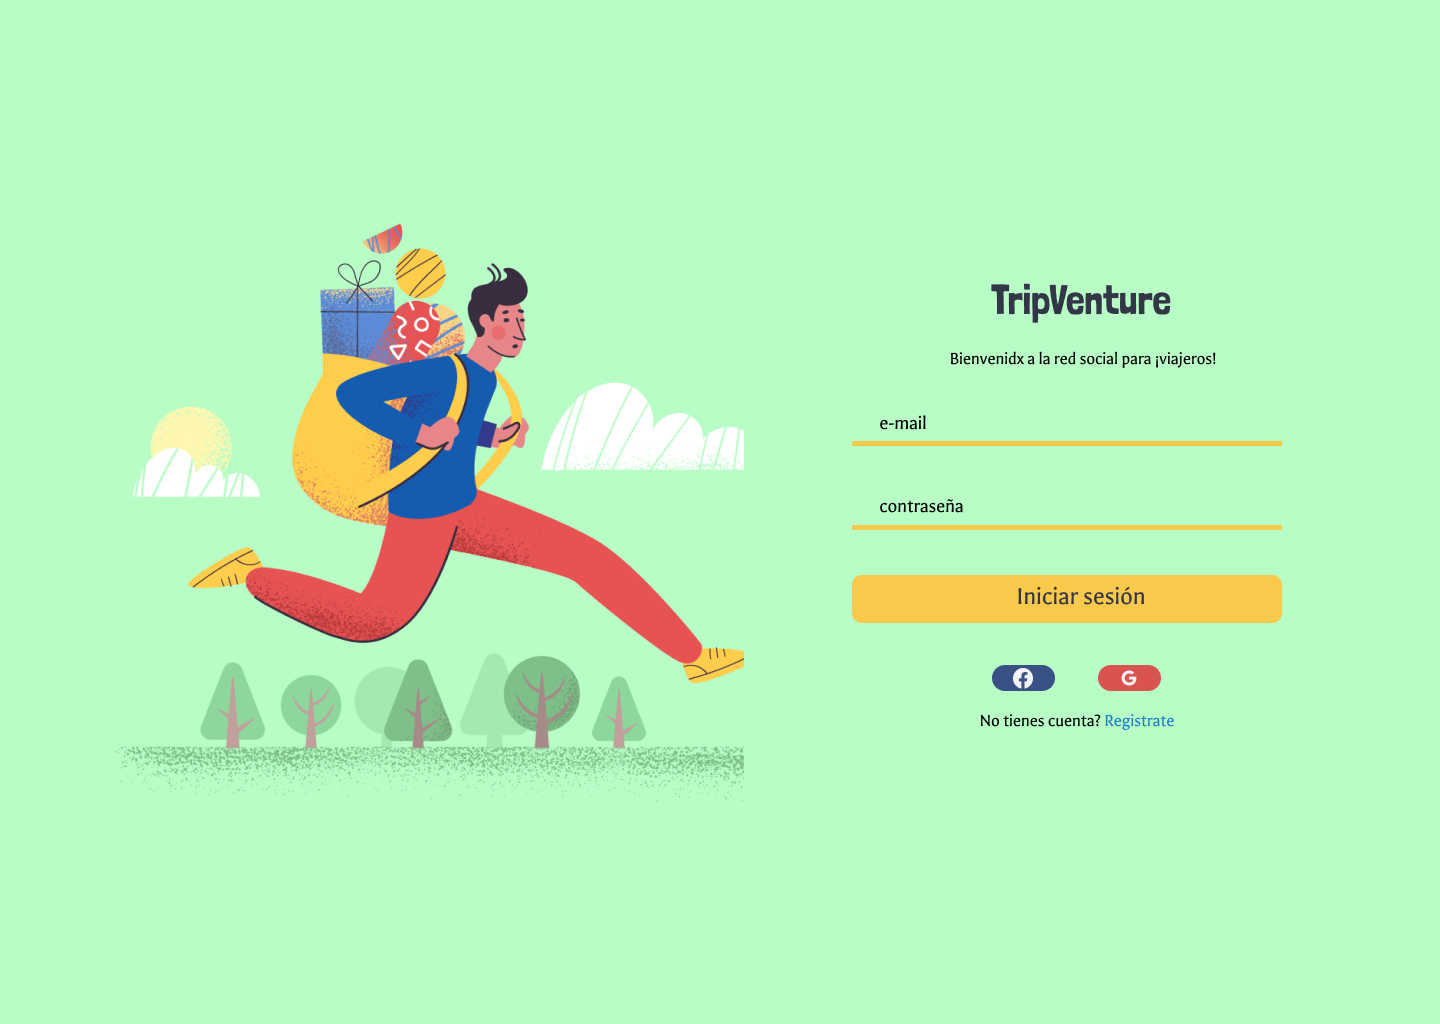 TripVenture
Bienvenidx a la red social para ¡viajeros!
e-mail
contraseña
Iniciar sesión
No tienes cuenta? Registrate